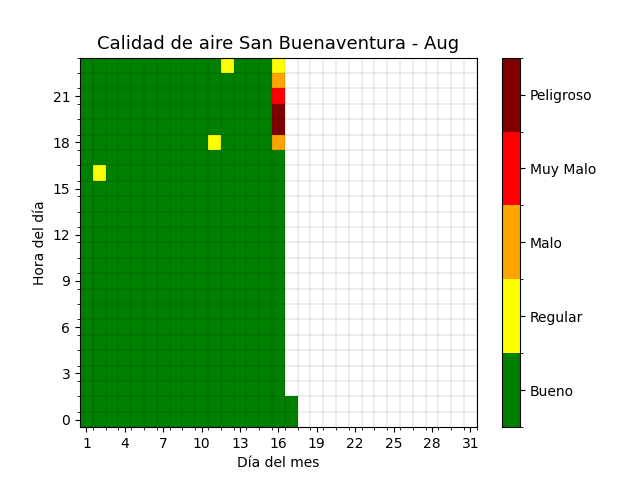 Calidad de aire San Buenaventura - Aug
Hora del día
21
18
15
12
9
6
3
0
1 4 7 10 13 16 19 22 25 28 31
Día del mes
Peligroso
Muy Malo
Malo
Regular
Bueno